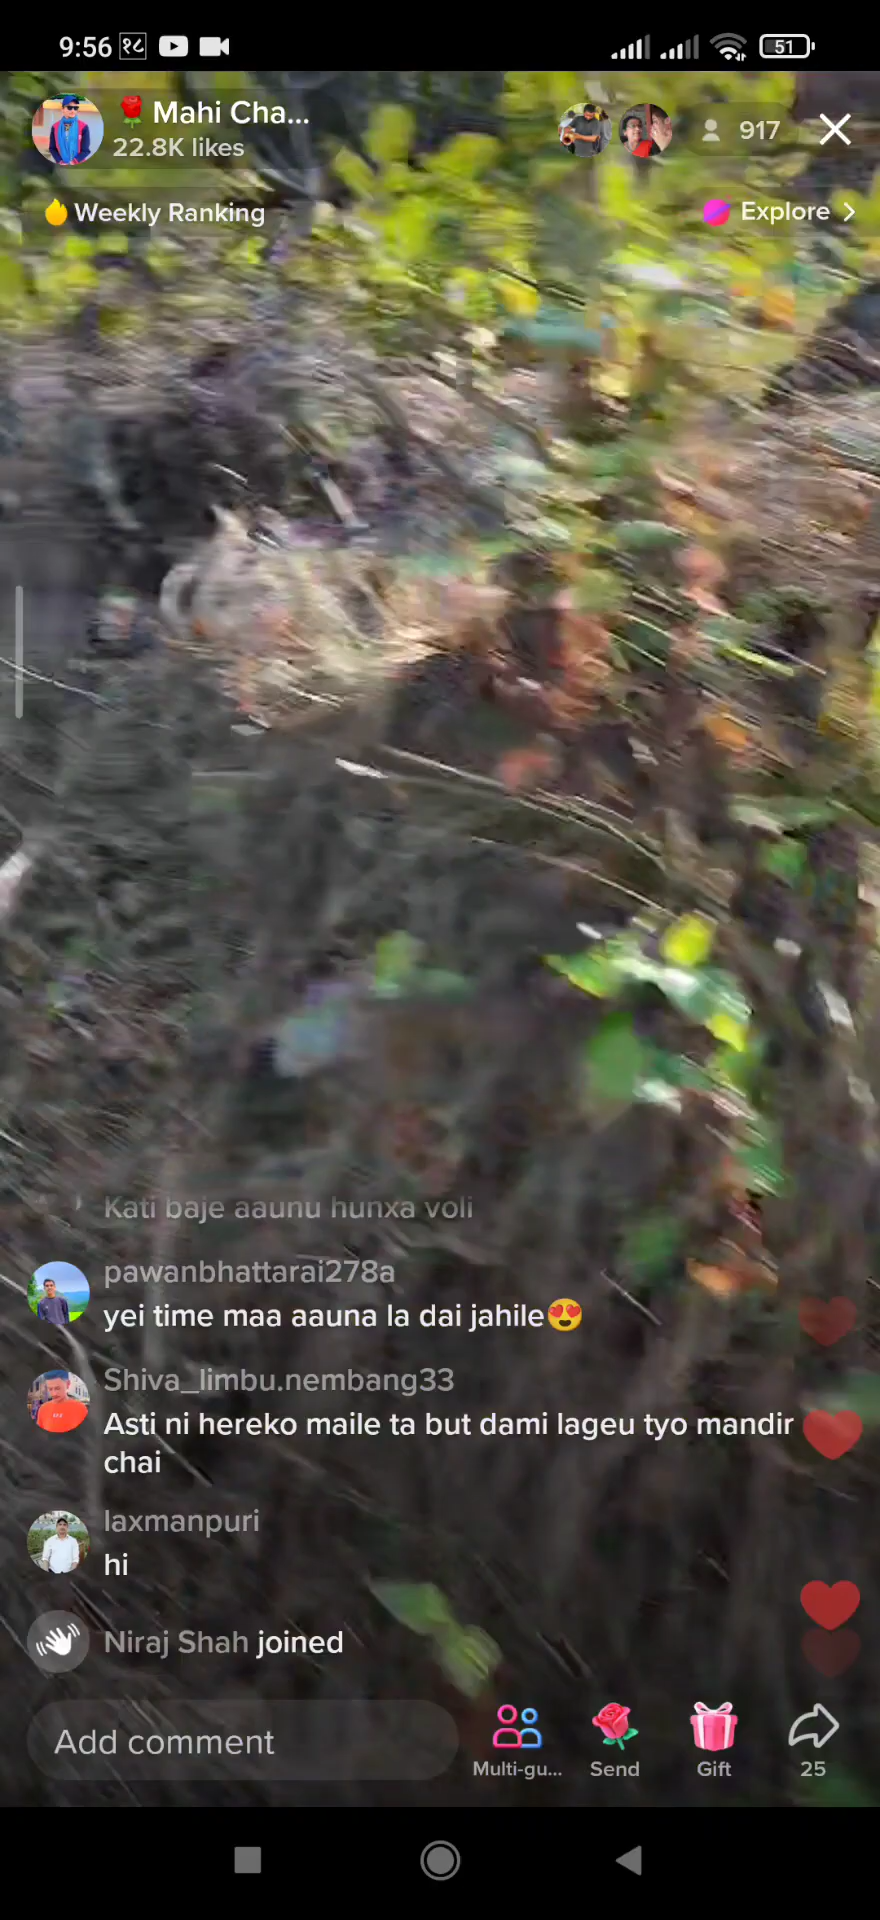 9:56 १८
51
🌹 Mahi Cha...
22.8K likes
917
Weekly Ranking
Explore
Kati baje aaunu hunxa voli
pawanbhattarai278a
yei time maa aauna la dai jahile😍
Shiva_limbu.nembang33
Asti ni hereko maile ta but dami lageu tyo mandir
chai
laxmanpuri
hi
Niraj Shah joined
Add comment
Multi-gu...
Send
Gift
25